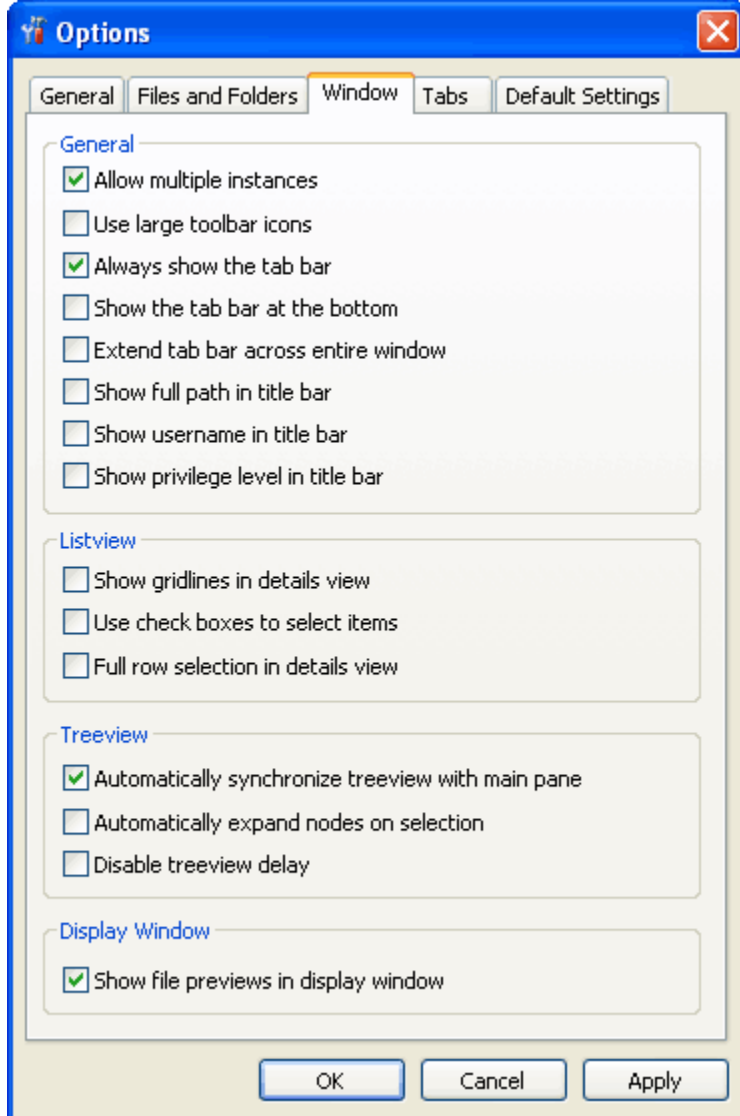 Options
General
Files and Folders
Window
Tabs
Default Settings
General
Allow multiple instances
Use large toolbar icons
Always show the tab bar
Show the tab bar at the bottom
Extend tab bar across entire window
Show full path in title bar
Show username in title bar
Show privilege level in title bar
Listview
Show gridlines in details view
Use check boxes to select items
Full row selection in details view
Treeview
Automatically synchronize treeview with main pane
Automatically expand nodes on selection
Disable treeview delay
Display Window
Show file previews in display window
OK
Cancel
Apply